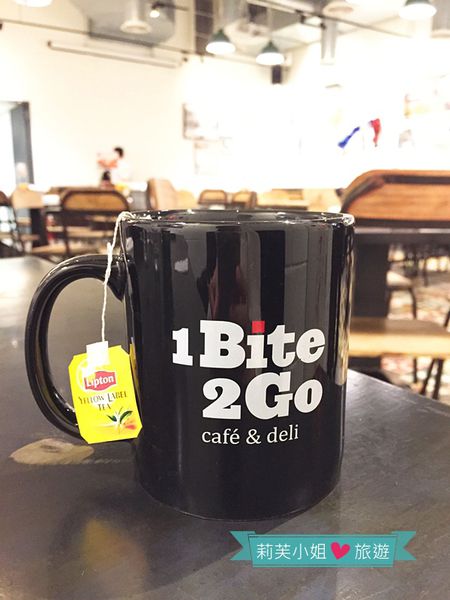 1Bite
2Go
café & deli
Lipton
YELLOW LABEL
TEA
莉芙小姐❤旅遊